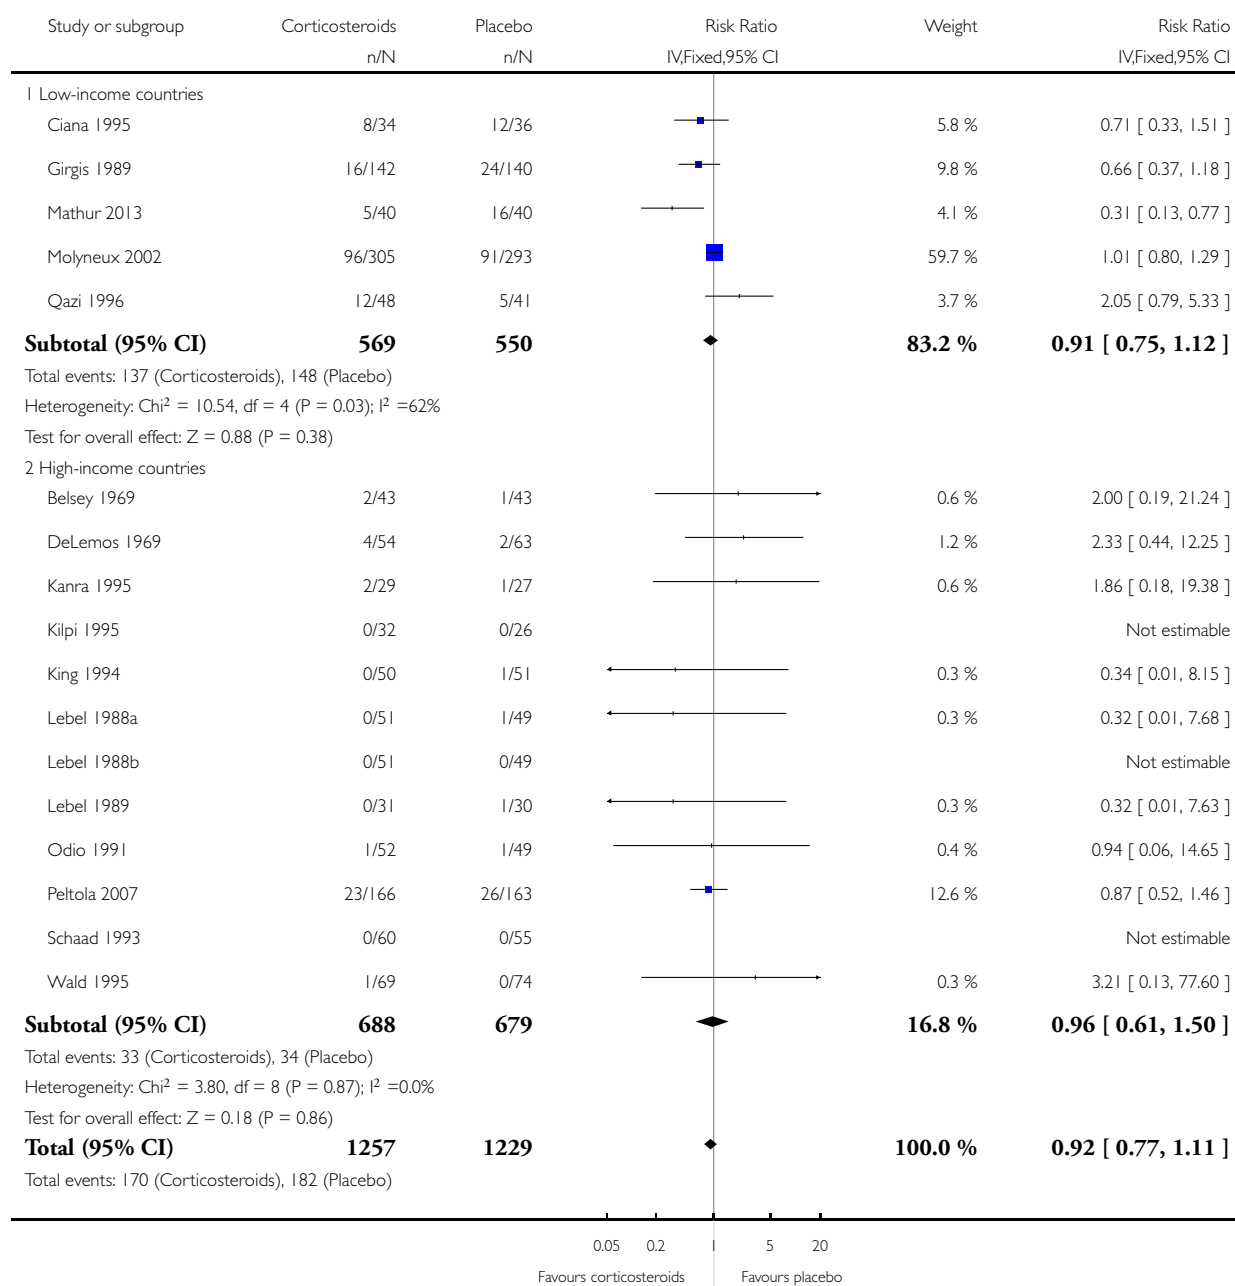 Study or subgroup Corticosteroids Placebo Risk Ratio Weight Risk Ratio
n/N n/N IV,Fixed,95% CI IV,Fixed,95% CI
1 Low-income countries
Ciana 1995 8/34 12/36 5.8 % 0.71 [ 0.33, 1.51 ]
Girgis 1989 16/142 24/140 9.8 % 0.66 [ 0.37, 1.18 ]
Mathur 2013 5/40 16/40 4.1 % 0.31 [ 0.13, 0.77 ]
Molyneux 2002 96/305 91/293 59.7 % 1.01 [ 0.80, 1.29 ]
Qazi 1996 12/48 5/41 3.7 % 2.05 [ 0.79, 5.33 ]
Subtotal (95% CI) 569 550 83.2 % 0.91 [ 0.75, 1.12 ]
Total events: 137 (Corticosteroids), 148 (Placebo)
Heterogeneity: Chi² = 10.54, df = 4 (P = 0.03); I² =62%
Test for overall effect: Z = 0.88 (P = 0.38)
2 High-income countries
Belsey 1969 2/43 1/43 0.6 % 2.00 [ 0.19, 21.24 ]
DeLemos 1969 4/54 2/63 1.2 % 2.33 [ 0.44, 12.25 ]
Kanra 1995 2/29 1/27 0.6 % 1.86 [ 0.18, 19.38 ]
Kilpi 1995 0/32 0/26 Not estimable
King 1994 0/50 1/51 0.3 % 0.34 [ 0.01, 8.15 ]
Lebel 1988a 0/51 1/49 0.3 % 0.32 [ 0.01, 7.68 ]
Lebel 1988b 0/51 0/49 Not estimable
Lebel 1989 0/31 1/30 0.3 % 0.32 [ 0.01, 7.63 ]
Odio 1991 1/52 1/49 0.4 % 0.94 [ 0.06, 14.65 ]
Peltola 2007 23/166 26/163 12.6 % 0.87 [ 0.52, 1.46 ]
Schaad 1993 0/60 0/55 Not estimable
Wald 1995 1/69 0/74 0.3 % 3.21 [ 0.13, 77.60 ]
Subtotal (95% CI) 688 679 16.8 % 0.96 [ 0.61, 1.50 ]
Total events: 33 (Corticosteroids), 34 (Placebo)
Heterogeneity: Chi² = 3.80, df = 8 (P = 0.87); I² =0.0%
Test for overall effect: Z = 0.18 (P = 0.86)
Total (95% CI) 1257 1229 100.0 % 0.92 [ 0.77, 1.11 ]
Total events: 170 (Corticosteroids), 182 (Placebo)
0.05 0.2 1 5 20
Favours corticosteroids Favours placebo